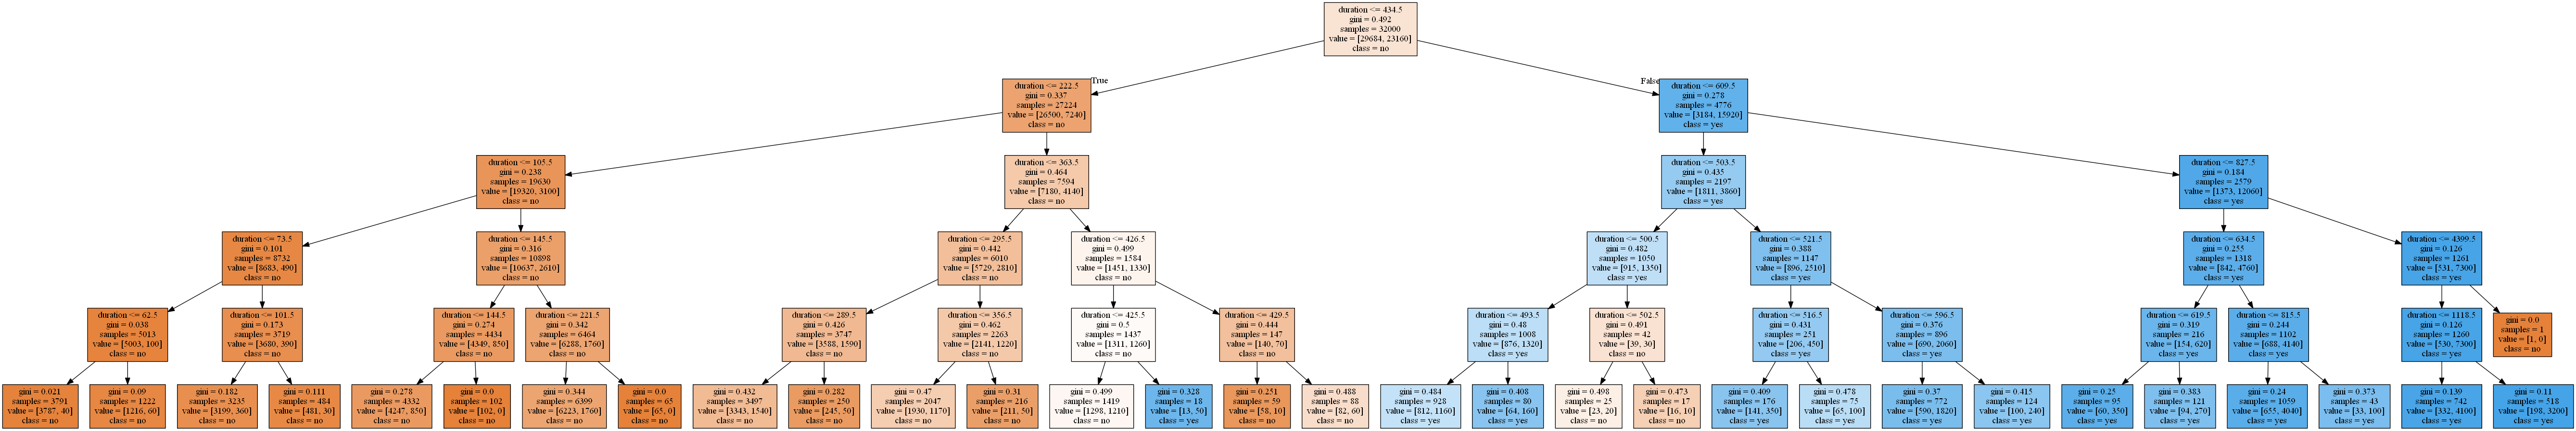 duration <= 434.5
gini = 0.492
samples = 32000
value = [29684, 23160]
class = no
True
False
duration <= 222.5
gini = 0.337
samples = 27224
value = [26500, 7240]
class = no
duration <= 609.5
gini = 0.278
samples = 4776
value = [3184, 15920]
class = yes
duration <= 105.5
gini = 0.238
samples = 19630
value = [19320, 3100]
class = no
duration <= 363.5
gini = 0.464
samples = 7594
value = [7180, 4140]
class = no
duration <= 503.5
gini = 0.435
samples = 2197
value = [1811, 3860]
class = yes
duration <= 827.5
gini = 0.184
samples = 2579
value = [1373, 12060]
class = yes
duration <= 73.5
gini = 0.101
samples = 8732
value = [8683, 490]
class = no
duration <= 145.5
gini = 0.316
samples = 10898
value = [10637, 2610]
class = no
duration <= 295.5
gini = 0.442
samples = 6010
value = [5729, 2810]
class = no
duration <= 426.5
gini = 0.499
samples = 1584
value = [1451, 1330]
class = no
duration <= 500.5
gini = 0.482
samples = 1050
value = [915, 1350]
class = yes
duration <= 521.5
gini = 0.388
samples = 1147
value = [896, 2510]
class = yes
duration <= 634.5
gini = 0.255
samples = 1318
value = [842, 4760]
class = yes
duration <= 4399.5
gini = 0.126
samples = 1261
value = [531, 7300]
class = yes
duration <= 62.5
gini = 0.038
samples = 5013
value = [5003, 100]
class = no
duration <= 101.5
gini = 0.173
samples = 3719
value = [3680, 390]
class = no
duration <= 144.5
gini = 0.274
samples = 4434
value = [4349, 850]
class = no
duration <= 221.5
gini = 0.342
samples = 6464
value = [6288, 1760]
class = no
duration <= 289.5
gini = 0.426
samples = 3747
value = [3588, 1590]
class = no
duration <= 356.5
gini = 0.462
samples = 2263
value = [2141, 1220]
class = no
duration <= 425.5
gini = 0.5
samples = 1437
value = [1311, 1260]
class = no
duration <= 429.5
gini = 0.444
samples = 147
value = [140, 70]
class = no
duration <= 493.5
gini = 0.48
samples = 1008
value = [876, 1320]
class = yes
duration <= 502.5
gini = 0.491
samples = 42
value = [39, 30]
class = no
duration <= 516.5
gini = 0.431
samples = 251
value = [206, 450]
class = yes
duration <= 596.5
gini = 0.376
samples = 896
value = [690, 2060]
class = yes
duration <= 619.5
gini = 0.319
samples = 216
value = [154, 620]
class = yes
duration <= 815.5
gini = 0.244
samples = 1102
value = [688, 4140]
class = yes
duration <= 1118.5
gini = 0.126
samples = 1260
value = [530, 7300]
class = yes
gini = 0.0
samples = 1
value = [1, 0]
class = no
gini = 0.021
samples = 3791
value = [3787, 40]
class = no
gini = 0.09
samples = 1222
value = [1216, 60]
class = no
gini = 0.182
samples = 3235
value = [3199, 360]
class = no
gini = 0.111
samples = 484
value = [481, 30]
class = no
gini = 0.278
samples = 4332
value = [4247, 850]
class = no
gini = 0.0
samples = 102
value = [102, 0]
class = no
gini = 0.344
samples = 6399
value = [6223, 1760]
class = no
gini = 0.0
samples = 65
value = [65, 0]
class = no
gini = 0.432
samples = 3497
value = [3343, 1540]
class = no
gini = 0.282
samples = 250
value = [245, 50]
class = no
gini = 0.47
samples = 2047
value = [1930, 1170]
class = no
gini = 0.31
samples = 216
value = [211, 50]
class = no
gini = 0.499
samples = 1419
value = [1298, 1210]
class = no
gini = 0.328
samples = 18
value = [13, 50]
class = yes
gini = 0.251
samples = 59
value = [58, 10]
class = no
gini = 0.488
samples = 88
value = [82, 60]
class = no
gini = 0.484
samples = 928
value = [812, 1160]
class = yes
gini = 0.408
samples = 80
value = [64, 160]
class = yes
gini = 0.498
samples = 25
value = [23, 20]
class = no
gini = 0.473
samples = 17
value = [16, 10]
class = no
gini = 0.409
samples = 176
value = [141, 350]
class = yes
gini = 0.478
samples = 75
value = [65, 100]
class = yes
gini = 0.37
samples = 772
value = [590, 1820]
class = yes
gini = 0.415
samples = 124
value = [100, 240]
class = yes
gini = 0.25
samples = 95
value = [60, 350]
class = yes
gini = 0.383
samples = 121
value = [94, 270]
class = yes
gini = 0.24
samples = 1059
value = [655, 4040]
class = yes
gini = 0.373
samples = 43
value = [33, 100]
class = yes
gini = 0.139
samples = 742
value = [332, 4100]
class = yes
gini = 0.11
samples = 518
value = [198, 3200]
class = yes